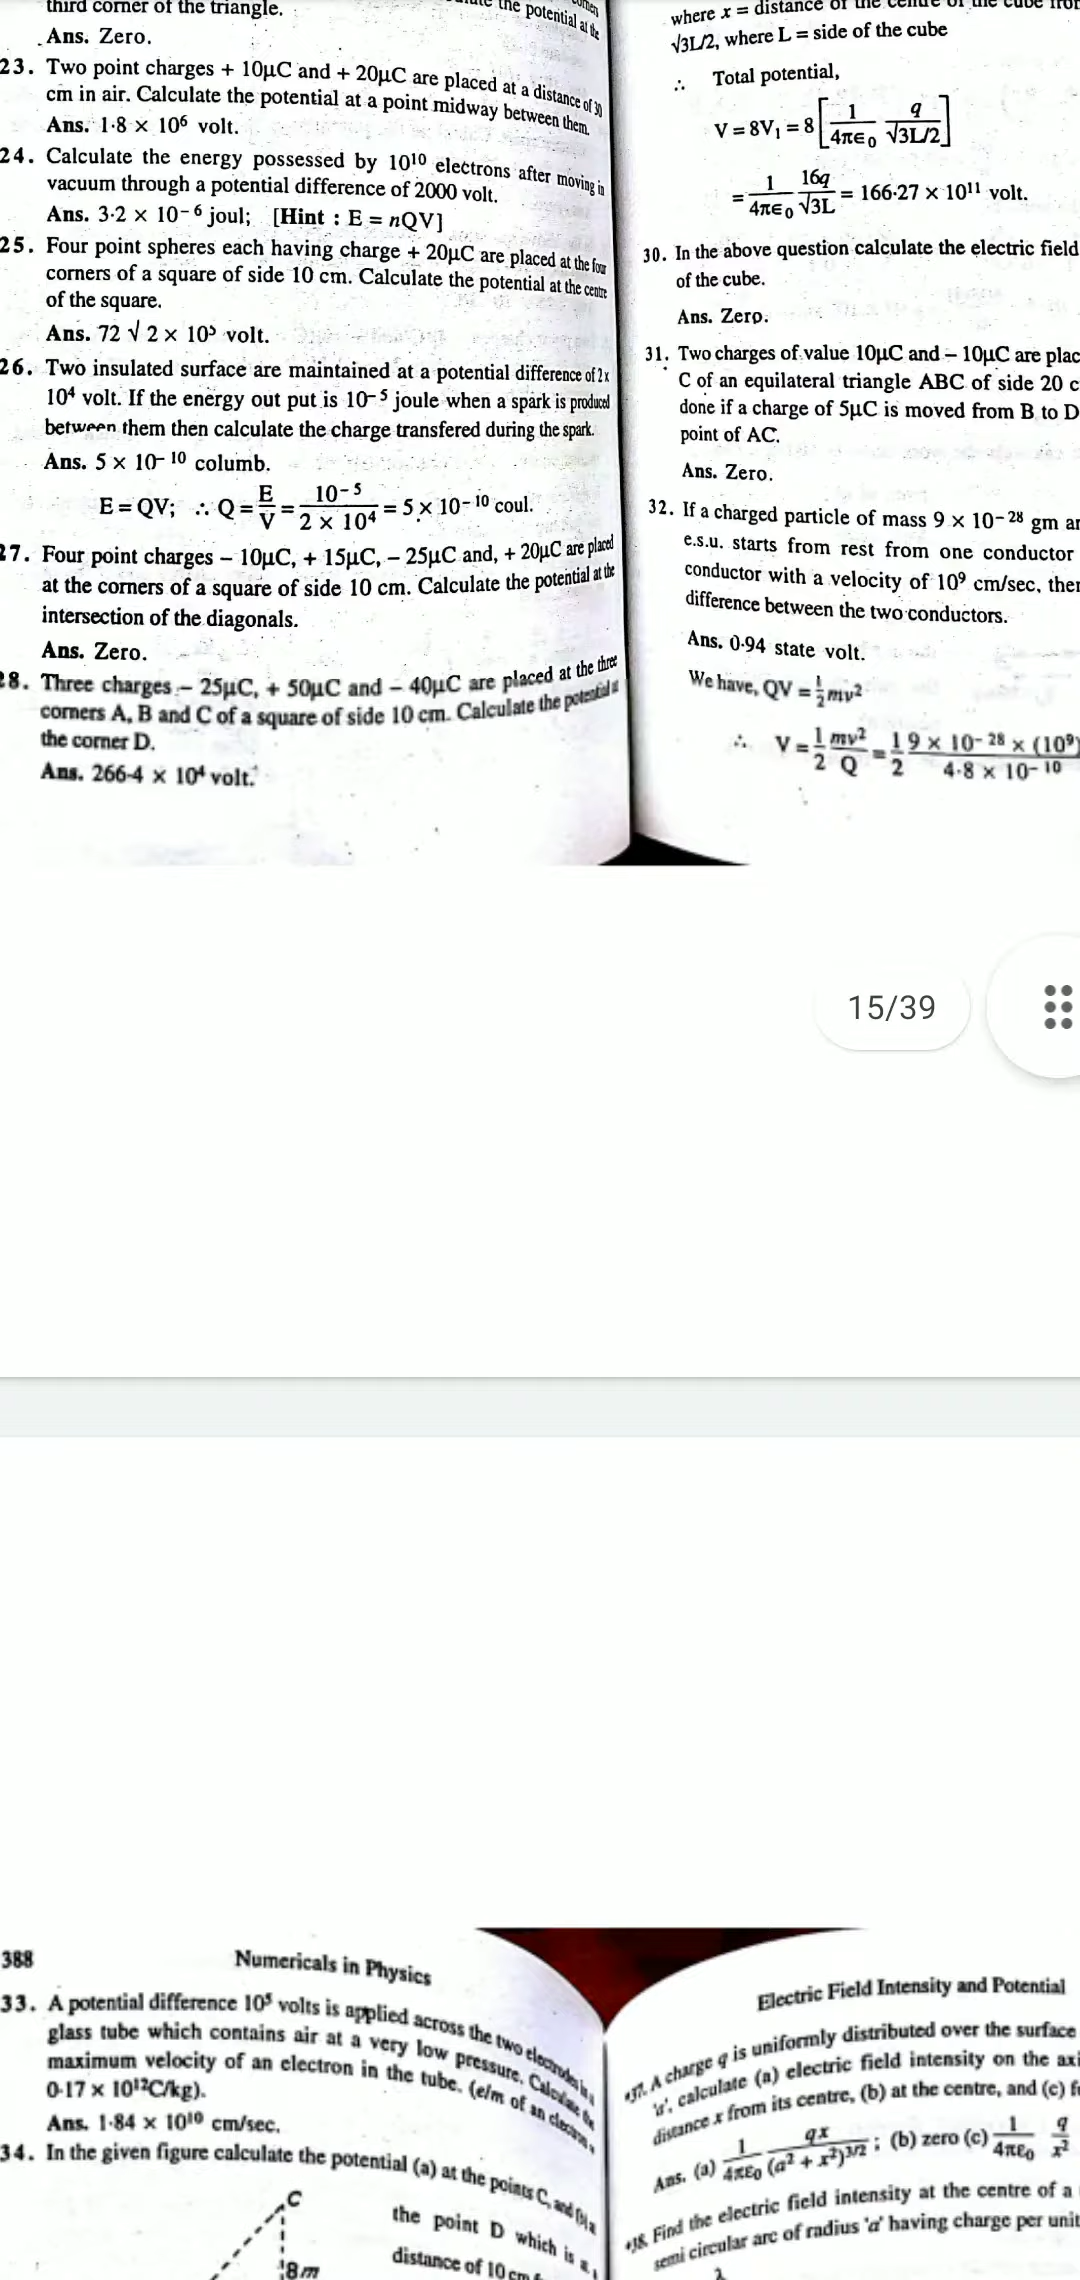 third corner of the triangle.
the potential at the
Ans. Zero.
23. Two point charges + 10μC and + 20μC are placed at a distance of 30
cm in air. Calculate the potential at a point midway between them.
Ans. 1·8 × 10⁶ volt.
24. Calculate the energy possessed by 10¹⁰ electrons after moving in
vacuum through a potential difference of 2000 volt.
Ans. 3·2 × 10⁻⁶ joul; [Hint : E = nQV]
25. Four point spheres each having charge + 20μC are placed at the four
corners of a square of side 10 cm. Calculate the potential at the centre
of the square.
Ans. 72 √2 × 10⁵ volt.
26. Two insulated surface are maintained at a potential difference of 2 x
10⁴ volt. If the energy out put is 10⁻⁵ joule when a spark is produced
between them then calculate the charge transfered during the spark.
Ans. 5 × 10⁻¹⁰ columb.
E = QV; ∴ Q = E/V = 10⁻⁵/2 × 10⁴ = 5 × 10⁻¹⁰ coul.
27. Four point charges – 10μC, + 15μC, – 25μC and, + 20μC are placed
at the corners of a square of side 10 cm. Calculate the potential at the
intersection of the diagonals.
Ans. Zero.
28. Three charges – 25μC, + 50μC and – 40μC are placed at the three
corners A, B and C of a square of side 10 cm. Calculate the potential at
the corner D.
Ans. 266·4 × 10⁴ volt.
where x = distance of the centre of the cube from
√3L/2, where L = side of the cube
∴ Total potential,
V = 8V₁ = 8 [1/4πϵ₀ q/√3L/2]
= 1/4πϵ₀ 16q/√3L = 166·27 × 10¹¹ volt.
30. In the above question calculate the electric field
of the cube.
Ans. Zero.
31. Two charges of value 10μC and – 10μC are plac
C of an equilateral triangle ABC of side 20 c
done if a charge of 5μC is moved from B to D
point of AC.
Ans. Zero.
32. If a charged particle of mass 9 × 10⁻²⁸ gm an
e.s.u. starts from rest from one conductor
conductor with a velocity of 10⁹ cm/sec, then
difference between the two conductors.
Ans. 0·94 state volt.
We have, QV = ½mv²
∴ V = 1/2 mv²/Q = 1/2 9 × 10⁻²⁸ × (10⁹)/4·8 × 10⁻¹⁰
15/39
388
Numericals in Physics
33. A potential difference 10⁵ volts is applied across the two electrodes in a
glass tube which contains air at a very low pressure. Calculate the
maximum velocity of an electron in the tube. (e/m of an electron =
0·17 × 10¹²C/kg).
Ans. 1·84 × 10¹⁰ cm/sec.
34. In the given figure calculate the potential (a) at the points C, and (b) a
the point D which is a
distance of 10 cm
C
8 m
Electric Field Intensity and Potential
*37. A charge q is uniformly distributed over the surface
'a', calculate (a) electric field intensity on the axi
distance x from its centre, (b) at the centre, and (c) f
Ans. (a) 1/4πε₀ qx/(a² + x²)³/² ; (b) zero (c) 1/4πε₀ q/x²
*38. Find the electric field intensity at the centre of a
semi circular arc of radius 'a' having charge per unit